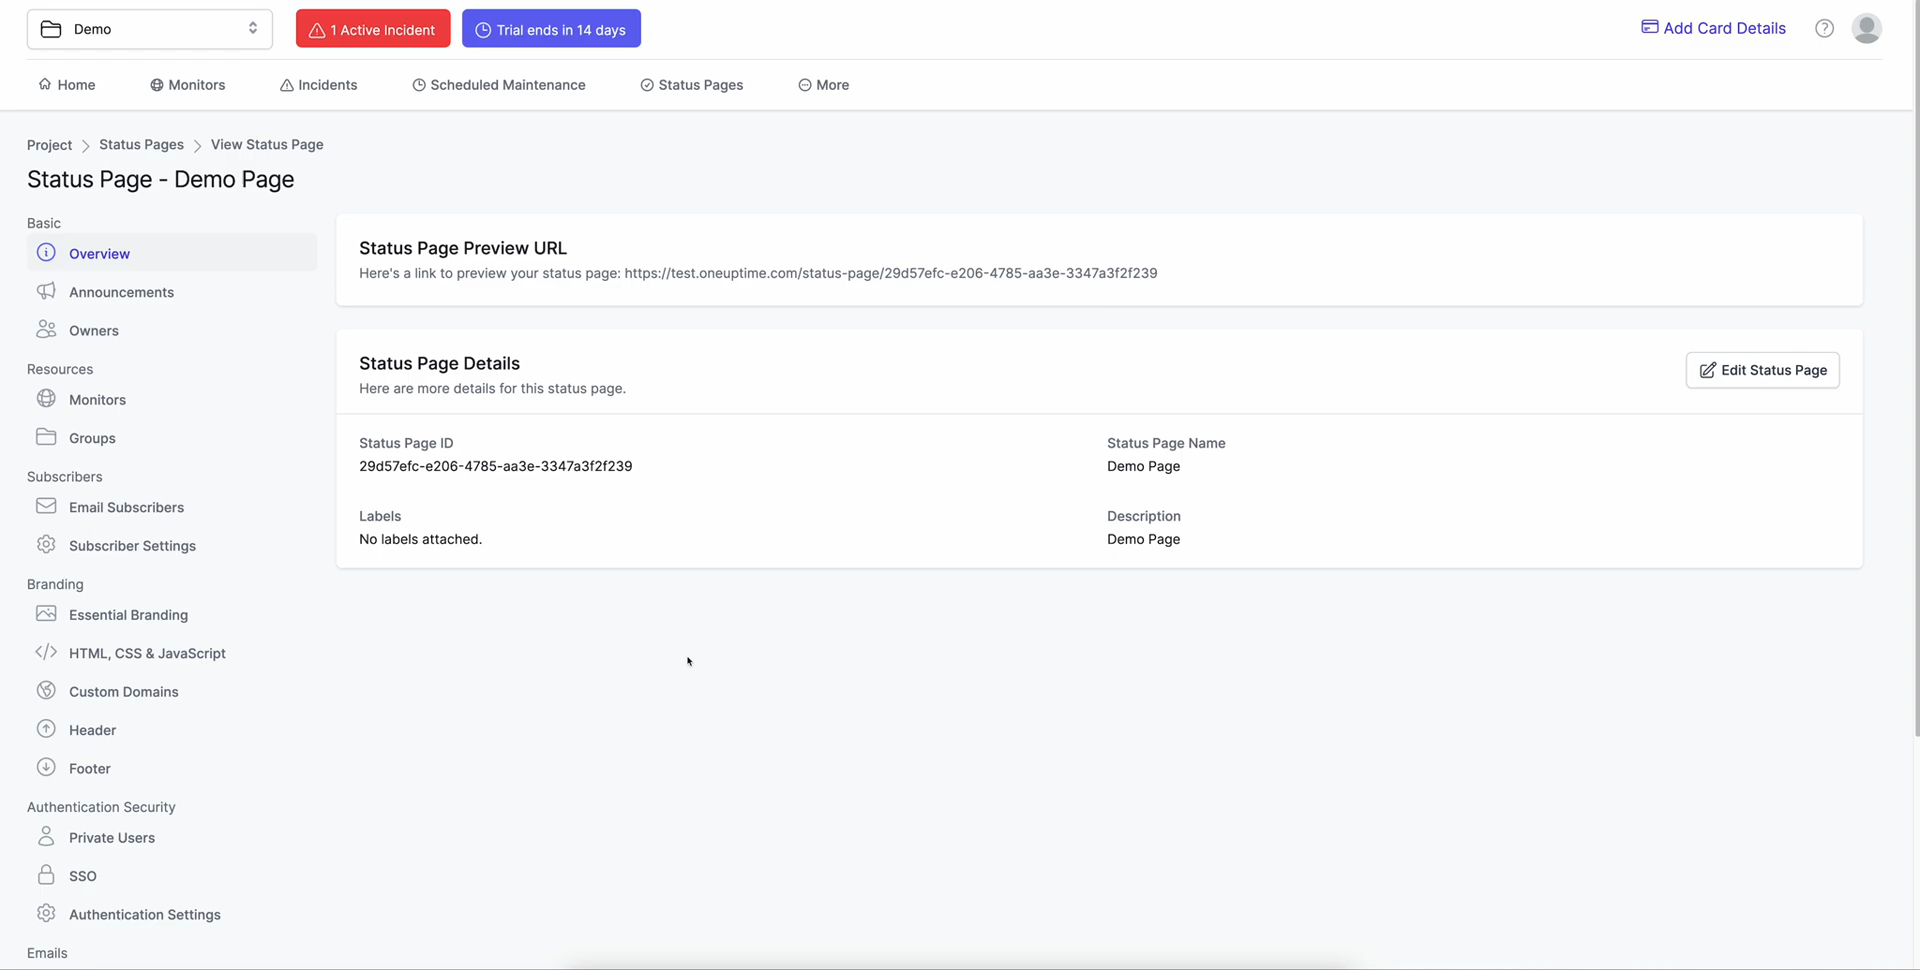 Demo
1 Active Incident
Trial ends in 14 days
Add Card Details
Home
Monitors
Incidents
Scheduled Maintenance
Status Pages
More
Project > Status Pages > View Status Page
Status Page - Demo Page
Basic
Overview
Announcements
Owners
Resources
Monitors
Groups
Subscribers
Email Subscribers
Subscriber Settings
Branding
Essential Branding
HTML, CSS & JavaScript
Custom Domains
Header
Footer
Authentication Security
Private Users
SSO
Authentication Settings
Emails
Status Page Preview URL
Here's a link to preview your status page: https://test.oneuptime.com/status-page/29d57efc-e206-4785-aa3e-3347a3f2f239
Status Page Details
Here are more details for this status page.
Edit Status Page
Status Page ID
29d57efc-e206-4785-aa3e-3347a3f2f239
Status Page Name
Demo Page
Labels
No labels attached.
Description
Demo Page